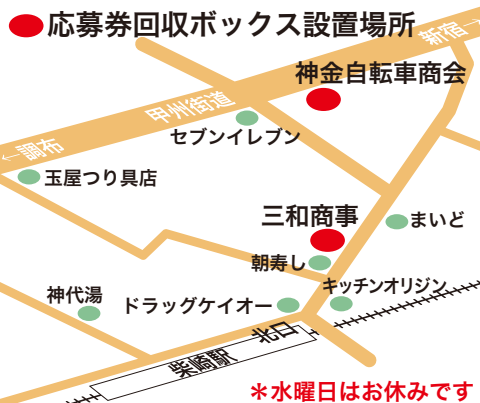 応募券回収ボックス設置場所
新宿→
神金自転車商会
甲州街道
セブンイレブン
←調布
玉屋つり具店
三和商事
まいど
朝寿し
キッチンオリジン
神代湯
ドラッグケイオー
北口
柴崎駅
＊水曜日はお休みです